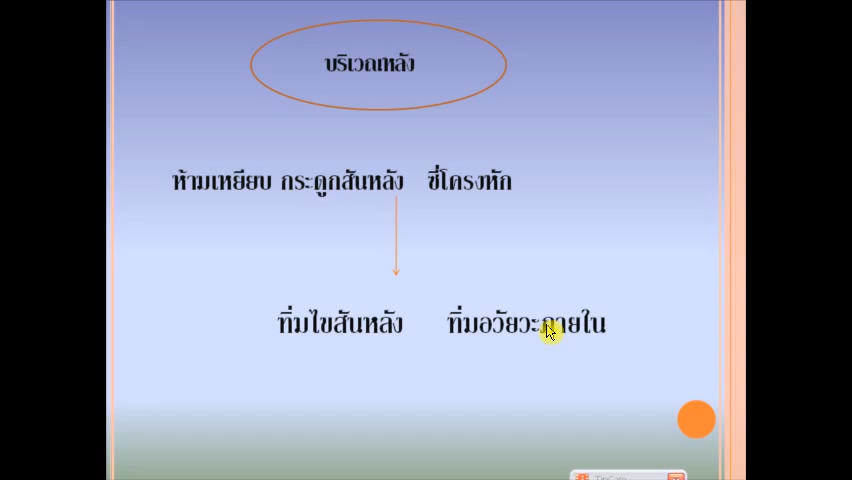 บริเวณหลัง
ห้ามเหยียบ กระดูกสันหลัง ซี่โครงหัก
ทิ่มไขสันหลัง ทิ่มอวัยวะภายใน